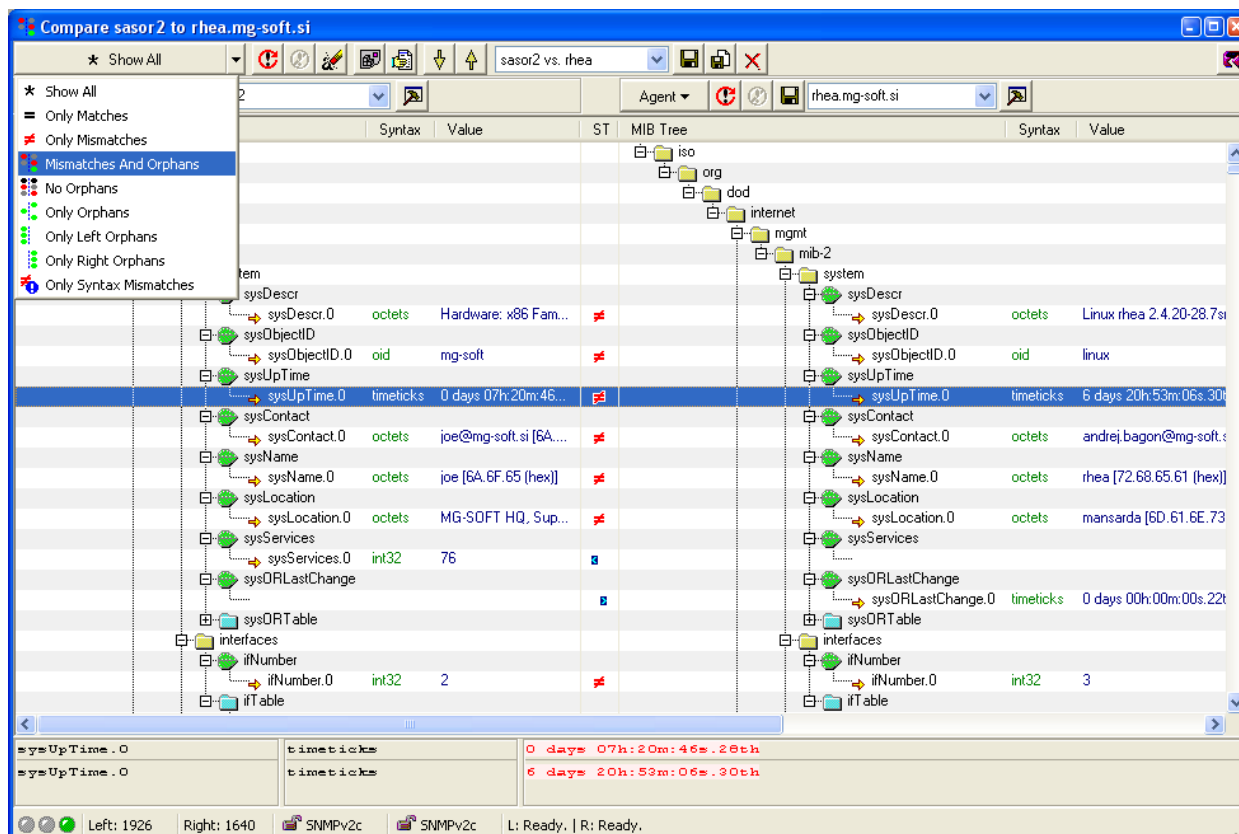 Compare sasor2 to rhea.mg-soft.si
* Show All
sasor2 vs. rhea
* Show All
= Only Matches
≠ Only Mismatches
Mismatches And Orphans
No Orphans
Only Orphans
Only Left Orphans
Only Right Orphans
Only Syntax Mismatches
2 Agent rhea.mg-soft.si
Syntax Value ST MIB Tree Syntax Value
iso
org
dod
internet
mgmt
mib-2
tem system
sysDescr sysDescr
sysDescr.0 octets Hardware: x86 Fam... ≠ sysDescr.0 octets Linux rhea 2.4.20-28.7s
sysObjectID sysObjectID
sysObjectID.0 oid mg-soft ≠ sysObjectID.0 oid linux
sysUpTime sysUpTime
sysUpTime.0 timeticks 0 days 07h:20m:46... ≠ sysUpTime.0 timeticks 6 days 20h:53m:06s.30t
sysContact sysContact
sysContact.0 octets joe@mg-soft.si [6A.... ≠ sysContact.0 octets andrej.bagon@mg-soft.s
sysName sysName
sysName.0 octets joe [6A.6F.65 (hex)] ≠ sysName.0 octets rhea [72.68.65.61 (hex)]
sysLocation sysLocation
sysLocation.0 octets MG-SOFT HQ, Sup... ≠ sysLocation.0 octets mansarda [6D.61.6E.73
sysServices sysServices
sysServices.0 int32 76
sysORLastChange sysORLastChange
sysORLastChange.0 timeticks 0 days 00h:00m:00s.22t
sysORTable sysORTable
interfaces interfaces
ifNumber ifNumber
ifNumber.0 int32 2 ≠ ifNumber.0 int32 3
ifTable ifTable
sysUpTime.0 timeticks 0 days 07h:20m:46s.28th
sysUpTime.0 timeticks 6 days 20h:53m:06s.30th
Left: 1926 Right: 1640 SNMPv2c SNMPv2c L: Ready. | R: Ready.